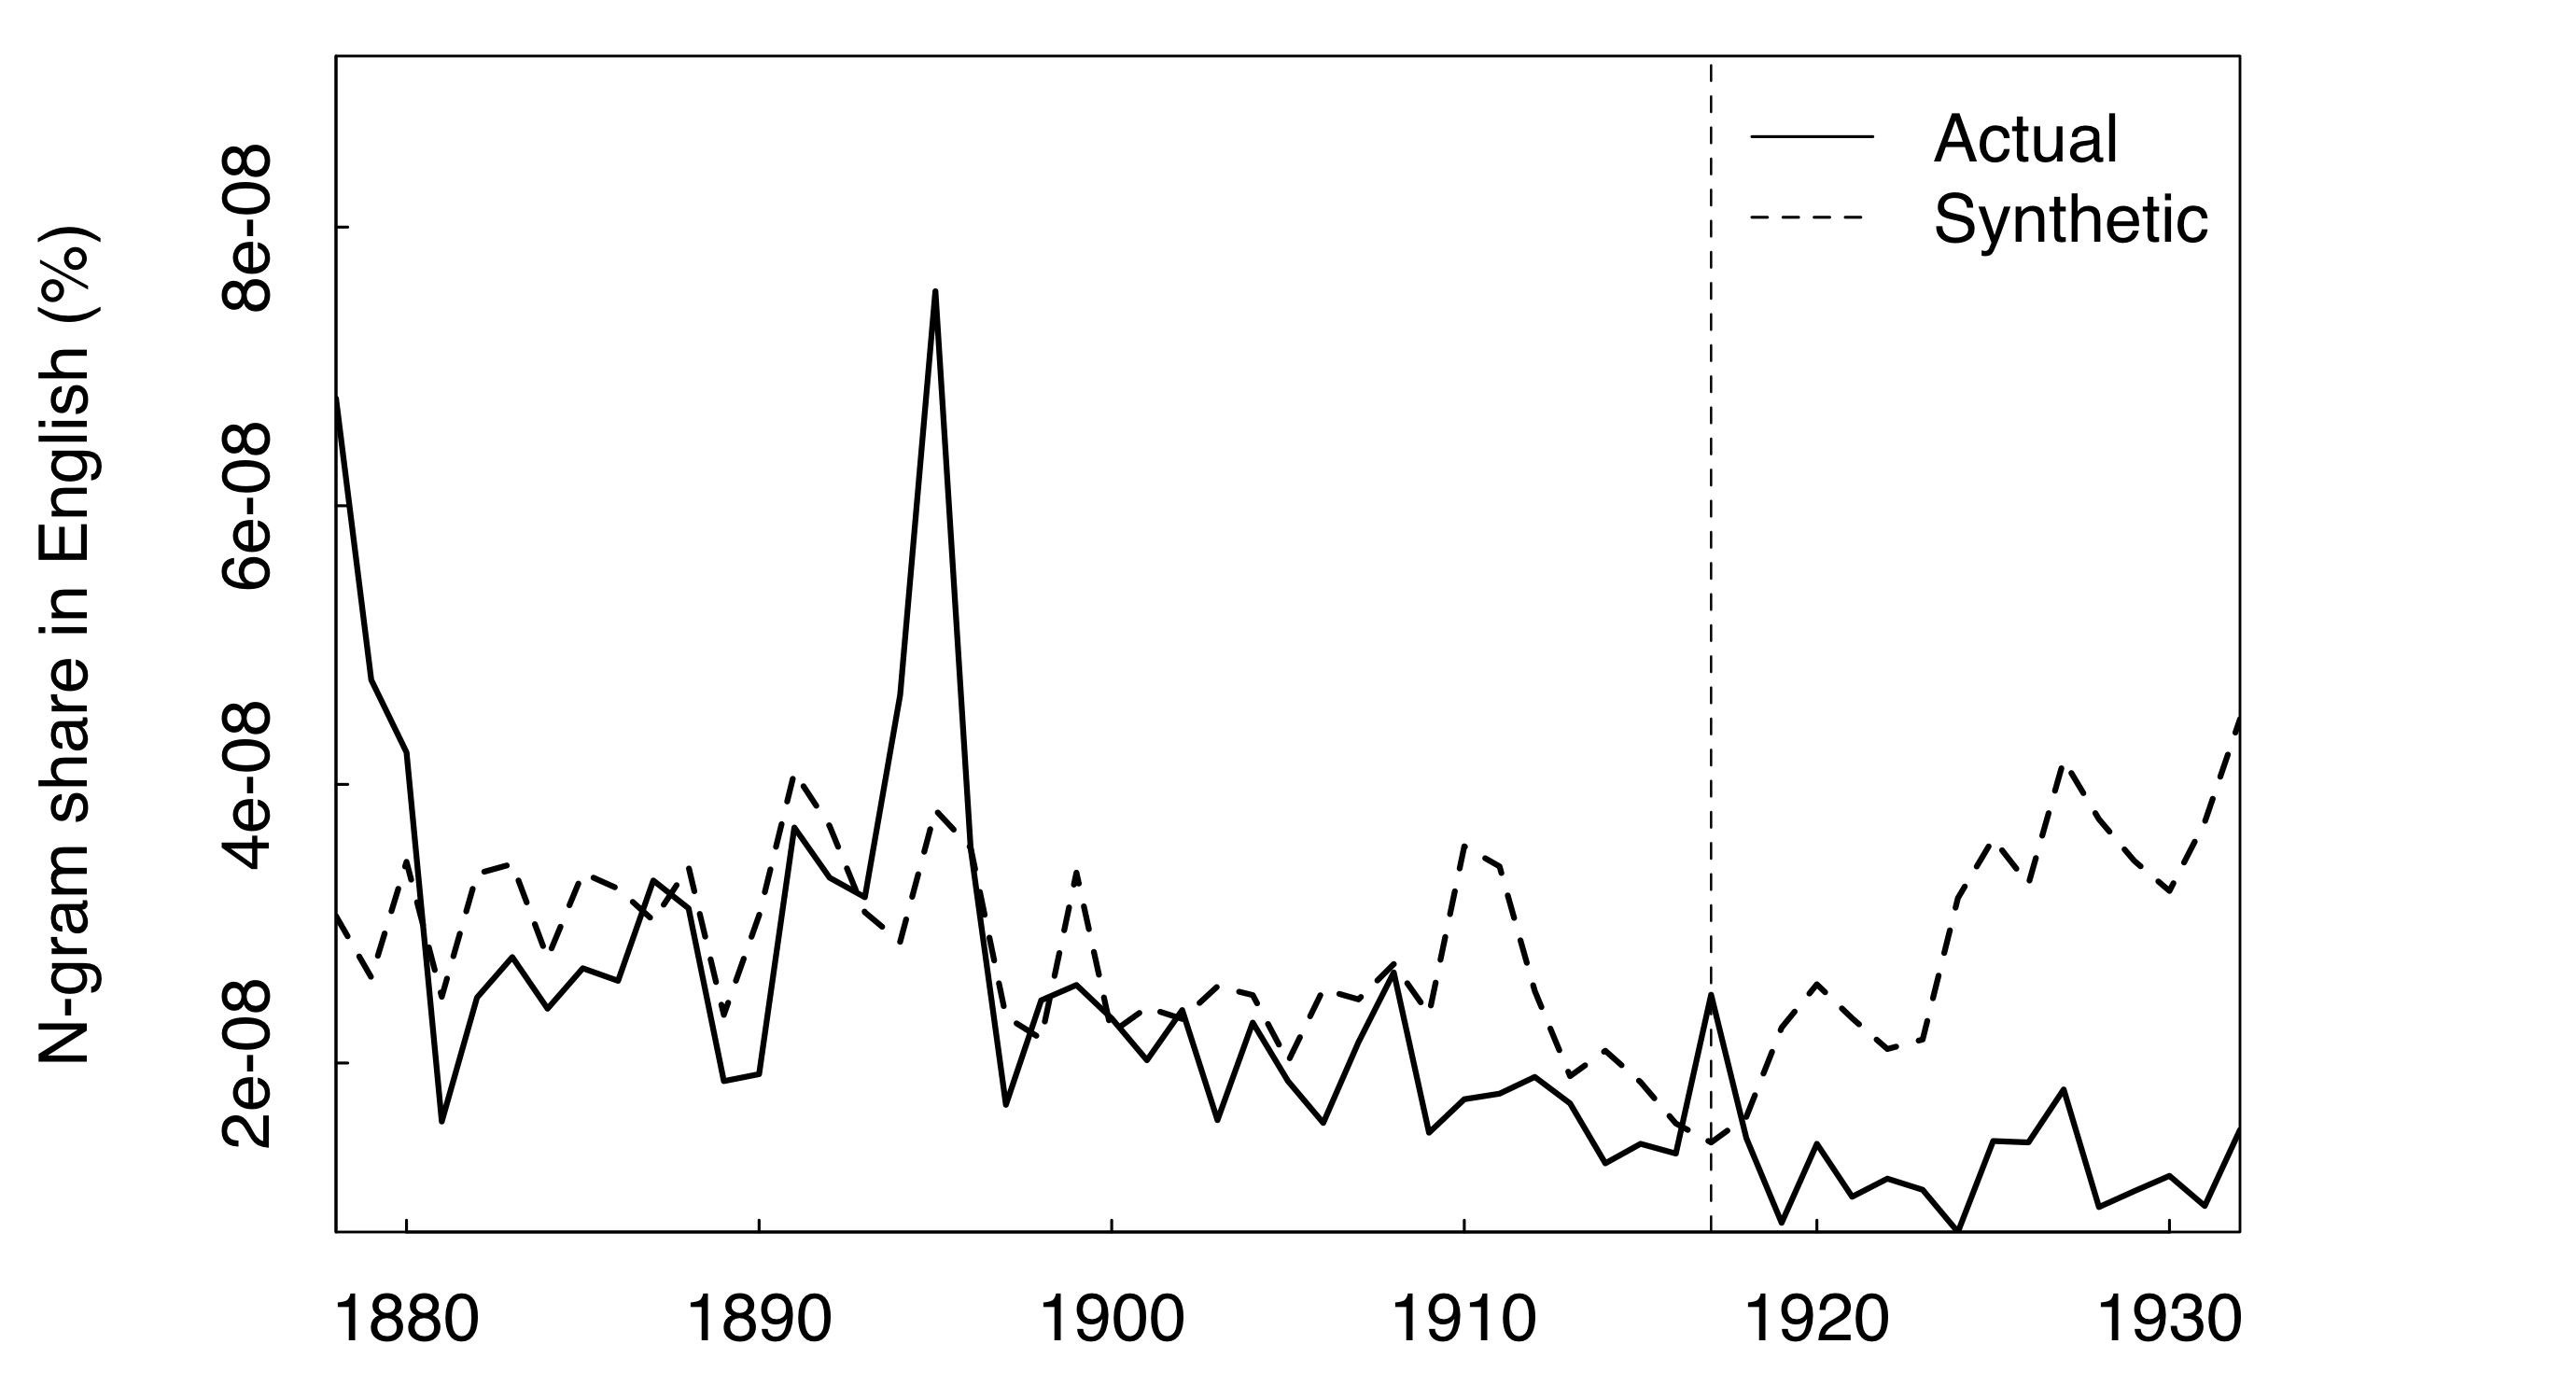 N-gram share in English (%)
8e-08
6e-08
4e-08
2e-08
Actual
Synthetic
1880 1890 1900 1910 1920 1930